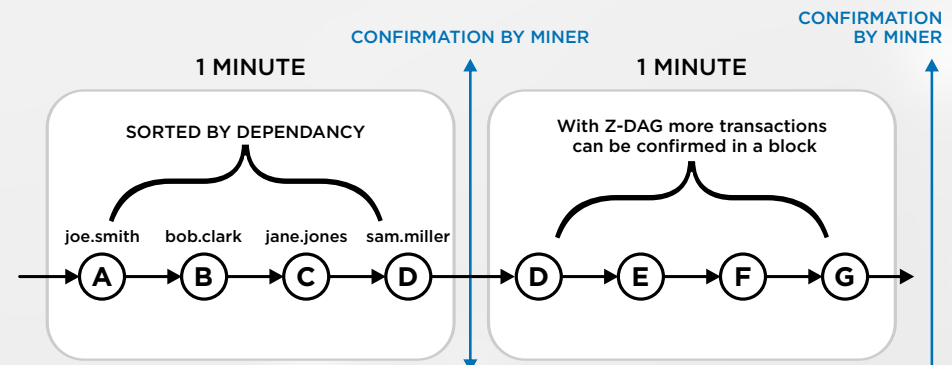 CONFIRMATION BY MINER
CONFIRMATION
BY MINER
1 MINUTE
1 MINUTE
SORTED BY DEPENDANCY
With Z-DAG more transactions
can be confirmed in a block
joe.smith
bob.clark
jane.jones
sam.miller
A
B
C
D
D
E
F
G